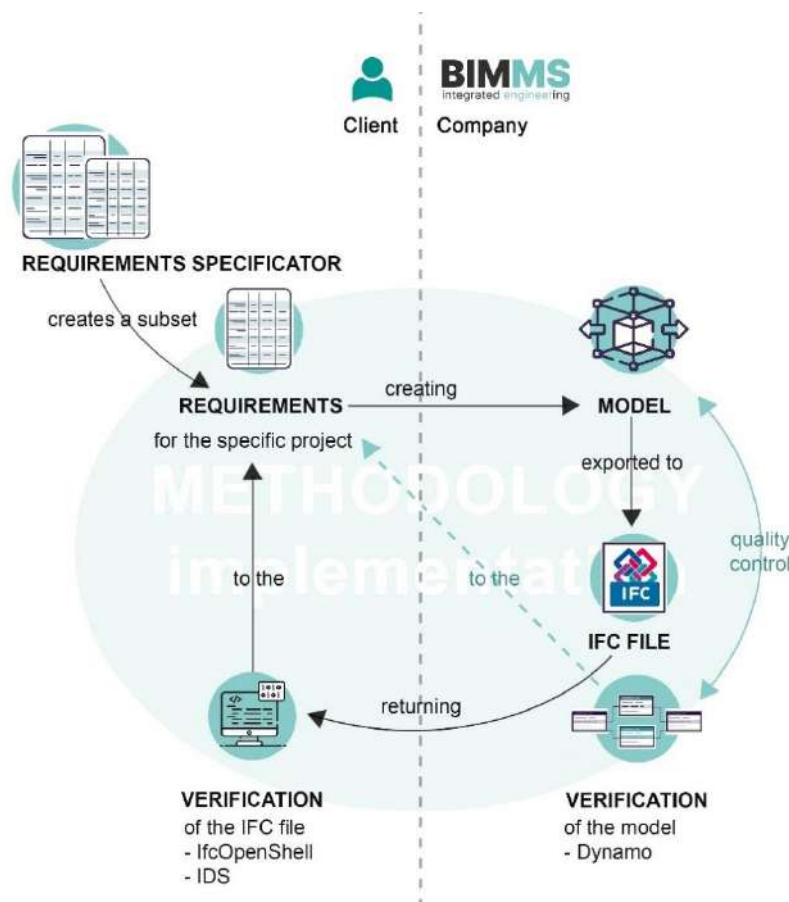 BIMMS
integrated engineering
Client
Company
REQUIREMENTS SPECIFICATOR
creates a subset
REQUIREMENTS
for the specific project
creating
MODEL
exported to
METHODOLOGY
implementation
quality
control
to the
to the
IFC
IFC FILE
returning
VERIFICATION
of the IFC file
- IfcOpenShell
- IDS
VERIFICATION
of the model
- Dynamo